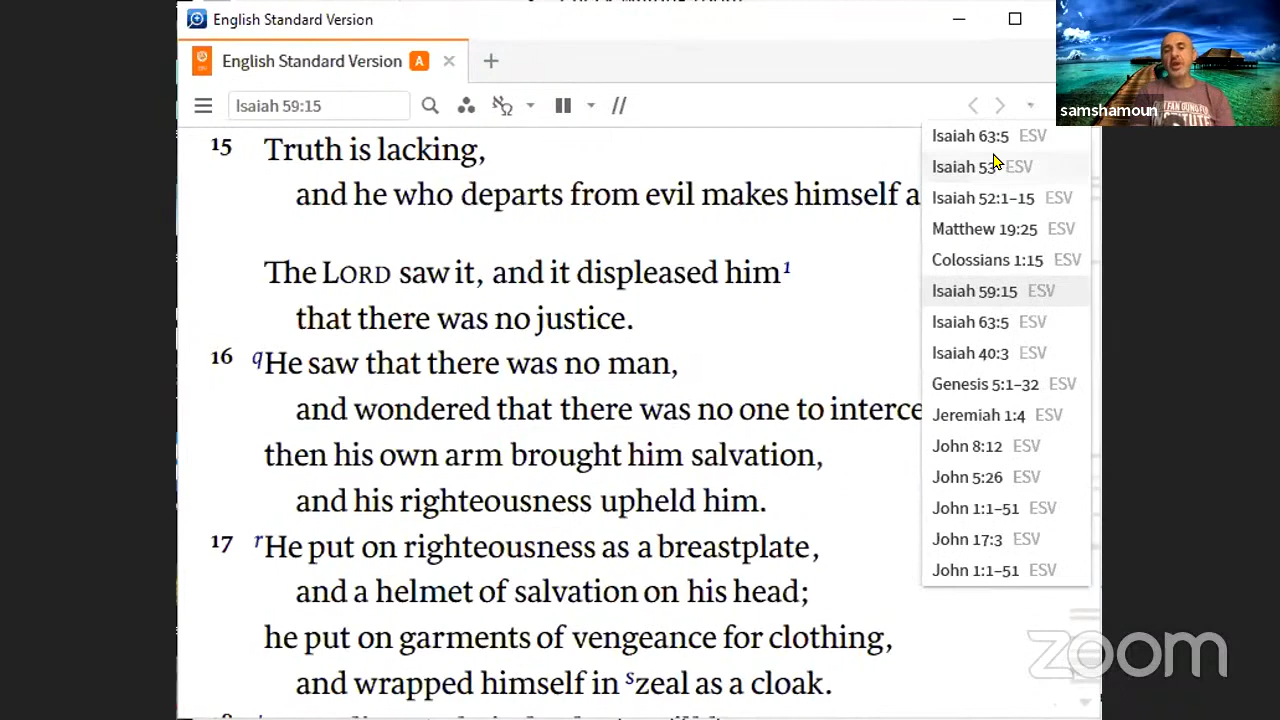 English Standard Version
English Standard Version A
Isaiah 59:15
samshamoun
15 Truth is lacking,
and he who departs from evil makes himself a
The LORD saw it, and it displeased him1
that there was no justice.
16 qHe saw that there was no man,
and wondered that there was no one to interce
then his own arm brought him salvation,
and his righteousness upheld him.
17 rHe put on righteousness as a breastplate,
and a helmet of salvation on his head;
he put on garments of vengeance for clothing,
and wrapped himself in szeal as a cloak.
Isaiah 63:5 ESV
Isaiah 53 ESV
Isaiah 52:1–15 ESV
Matthew 19:25 ESV
Colossians 1:15 ESV
Isaiah 59:15 ESV
Isaiah 63:5 ESV
Isaiah 40:3 ESV
Genesis 5:1–32 ESV
Jeremiah 1:4 ESV
John 8:12 ESV
John 5:26 ESV
John 1:1–51 ESV
John 17:3 ESV
John 1:1–51 ESV
zoom